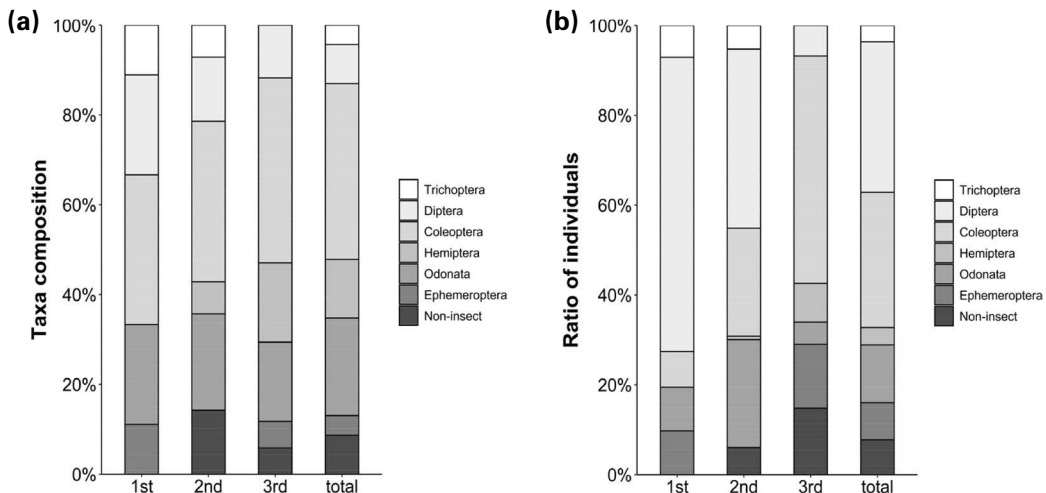 (a)
Taxa composition
100%
80%
60%
40%
20%
0%
1st 2nd 3rd total
Trichoptera
Diptera
Coleoptera
Hemiptera
Odonata
Ephemeroptera
Non-insect
(b)
Ratio of individuals
100%
80%
60%
40%
20%
0%
1st 2nd 3rd total
Trichoptera
Diptera
Coleoptera
Hemiptera
Odonata
Ephemeroptera
Non-insect